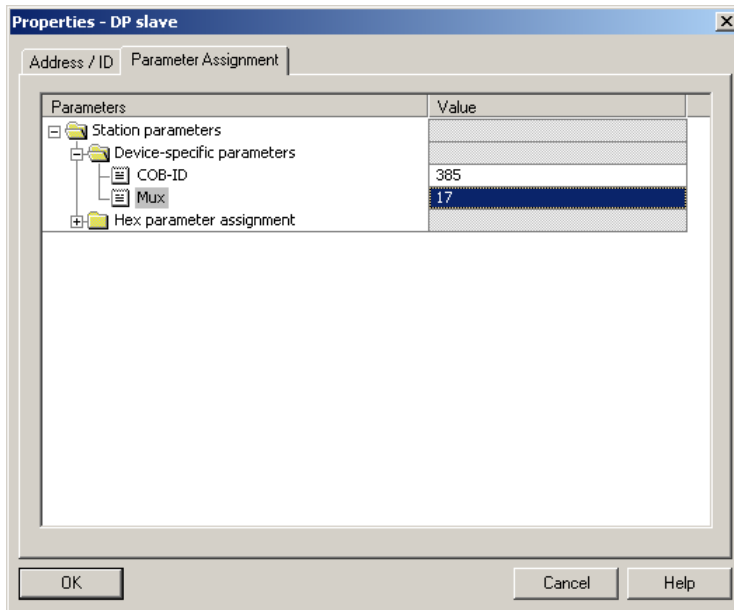 Properties - DP slave
Address / ID Parameter Assignment
Parameters Value
Station parameters
Device-specific parameters
COB-ID 385
Mux 17
Hex parameter assignment
OK Cancel Help